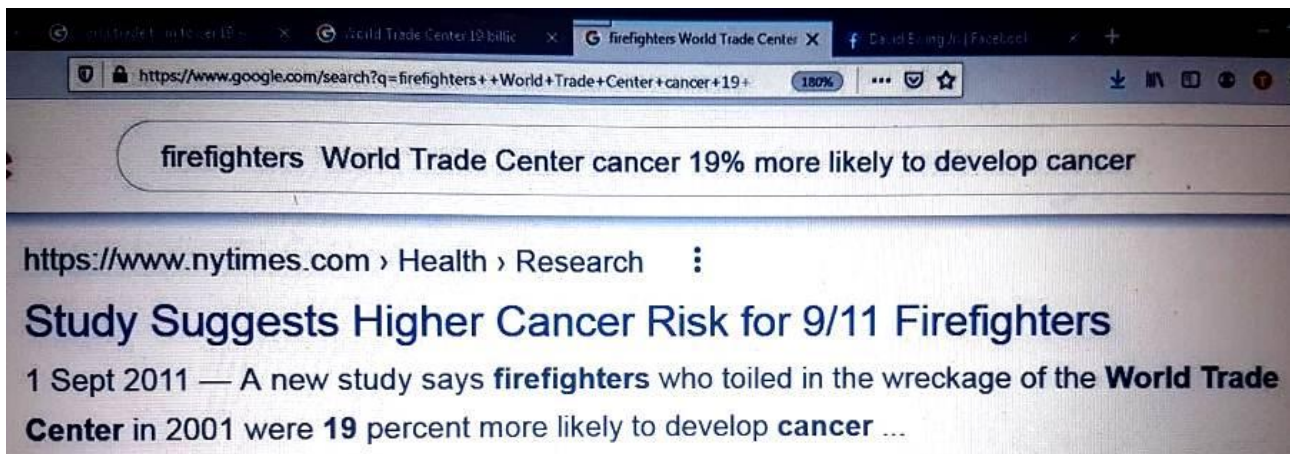 World Trade Center 19 billic
firefighters World Trade Center
https://www.google.com/search?q=firefighters++World+Trade+Center+cancer+19+
180%
firefighters World Trade Center cancer 19% more likely to develop cancer
https://www.nytimes.com › Health › Research
Study Suggests Higher Cancer Risk for 9/11 Firefighters
1 Sept 2011 — A new study says firefighters who toiled in the wreckage of the World Trade
Center in 2001 were 19 percent more likely to develop cancer ...